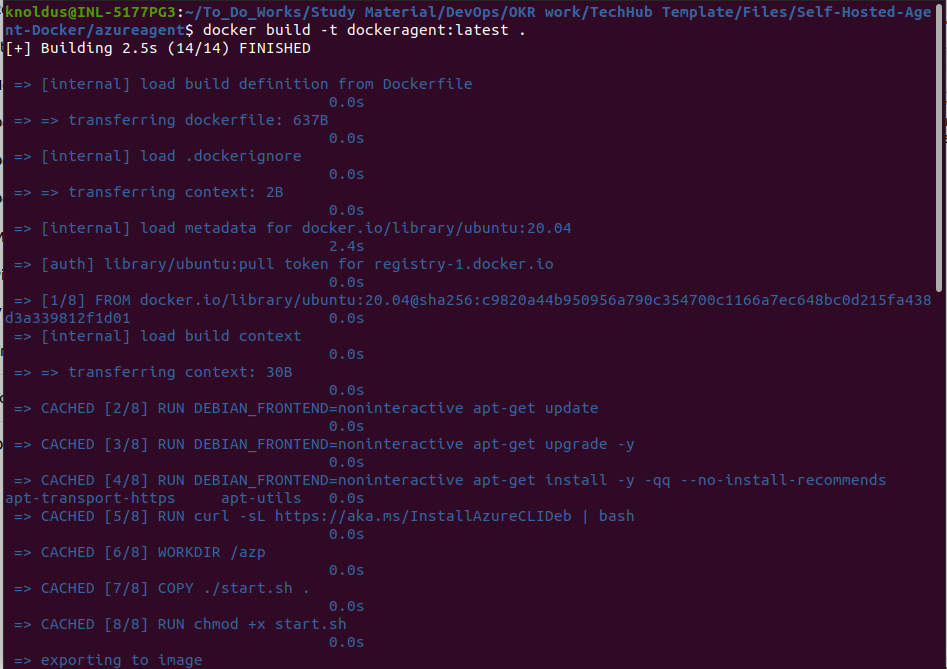 knoldus@INL-5177PG3:~/To_Do_Works/Study Material/DevOps/OKR work/TechHub Template/Files/Self-Hosted-Age
nt-Docker/azureagent$ docker build -t dockeragent:latest .
[+] Building 2.5s (14/14) FINISHED
=> [internal] load build definition from Dockerfile
0.0s
=> => transferring dockerfile: 637B
0.0s
=> [internal] load .dockerignore
0.0s
=> => transferring context: 2B
0.0s
=> [internal] load metadata for docker.io/library/ubuntu:20.04
2.4s
=> [auth] library/ubuntu:pull token for registry-1.docker.io
0.0s
=> [1/8] FROM docker.io/library/ubuntu:20.04@sha256:c9820a44b950956a790c354700c1166a7ec648bc0d215fa438
d3a339812f1d01 0.0s
=> [internal] load build context
0.0s
=> => transferring context: 30B
0.0s
=> CACHED [2/8] RUN DEBIAN_FRONTEND=noninteractive apt-get update
0.0s
=> CACHED [3/8] RUN DEBIAN_FRONTEND=noninteractive apt-get upgrade -y
0.0s
=> CACHED [4/8] RUN DEBIAN_FRONTEND=noninteractive apt-get install -y -qq --no-install-recommends
apt-transport-https apt-utils 0.0s
=> CACHED [5/8] RUN curl -sL https://aka.ms/InstallAzureCLIDeb | bash
0.0s
=> CACHED [6/8] WORKDIR /azp
0.0s
=> CACHED [7/8] COPY ./start.sh .
0.0s
=> CACHED [8/8] RUN chmod +x start.sh
0.0s
=> exporting to image